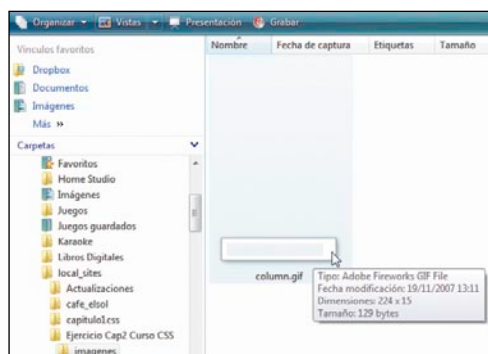 Organizar Vistas Presentación Grabar
Vínculos favoritos
Dropbox
Documentos
Imágenes
Más »
Carpetas
Favoritos
Home Studio
Imágenes
Juegos
Juegos guardados
Karaoke
Libros Digitales
local_sites
Actualizaciones
cafe_elsol
capitulo1css
Ejercicio Cap2 Curso CSS
imagenes
Nombre Fecha de captura Etiquetas Tamaño
column.gif
Tipo: Adobe Fireworks GIF File
Fecha modificación: 19/11/2007 13:11
Dimensiones: 224 x 15
Tamaño: 129 bytes